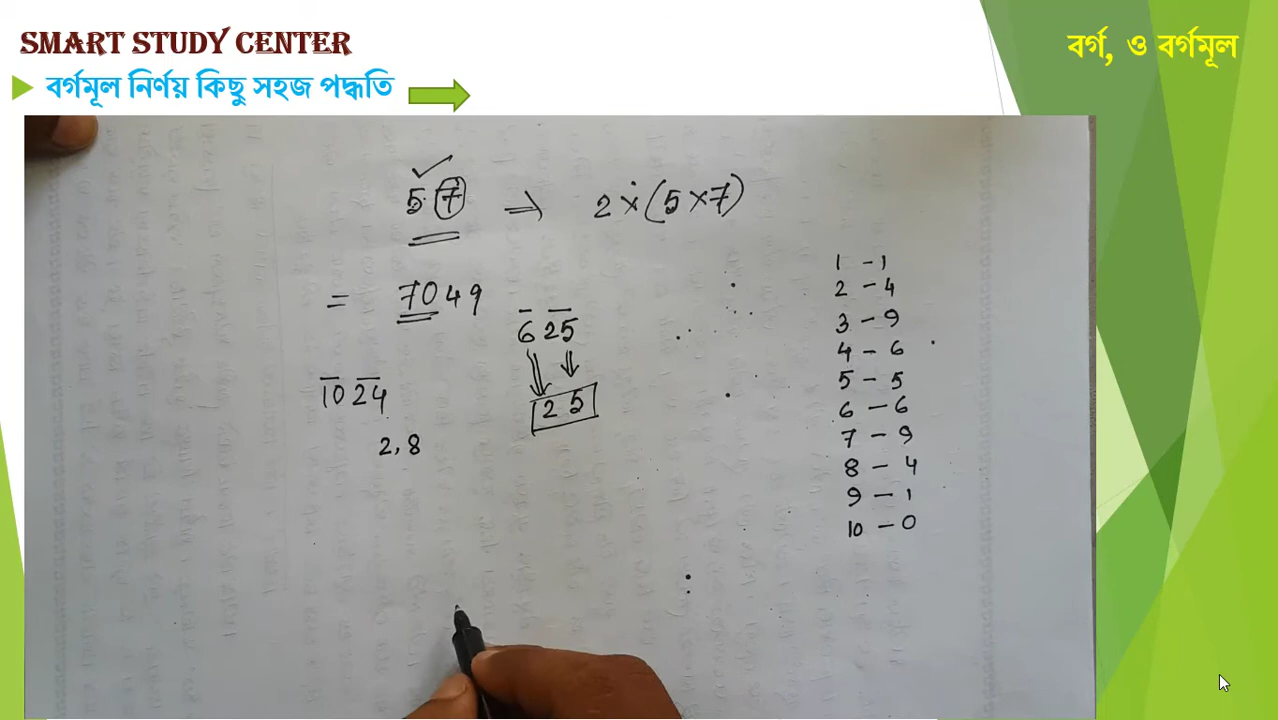 SMART STUDY CENTER
বর্গ, ও বর্গমূল
বর্গমূল নির্ণয় কিছু সহজ পদ্ধতি
57 ⇒ 2×(5×7)
= 7049
625
25
1024
2,8
1 - 1
2 - 4
3 - 9
4 - 6
5 - 5
6 - 6
7 - 9
8 - 4
9 - 1
10 - 0